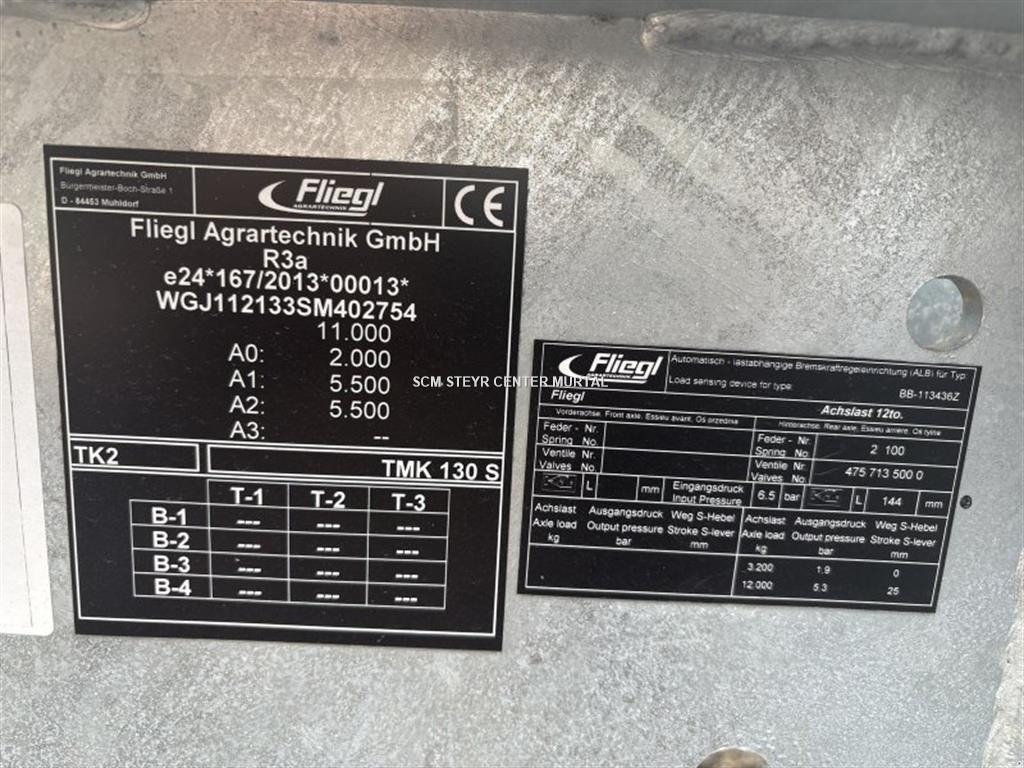 Fliegl Agrartechnik GmbH
Bürgermeister-Boch-Straße 1
D - 84453 Mühldorf
Fliegl
AGRARTECHNIK
CE
Fliegl Agrartechnik GmbH
R3a
e24*167/2013*00013*
WGJ112133SM402754
11.000
A0: 2.000
A1: 5.500
A2: 5.500
A3: --
TK2 TMK 130 S
T-1 T-2 T-3
B-1 --- --- ---
B-2 --- --- ---
B-3 --- --- ---
B-4 --- --- ---
SCM STEYR CENTER MURTAL
Fliegl
AGRARTECHNIK
Automatisch - lastabhängige Bremskraftregeleinrichtung (ALB) für Typ:
Load sensing device for type:
BB-113436Z
Fliegl Achslast 12to.
Vorderachse. Front axle. Essieu avant. Os przednie
Hinterachse. Rear axle. Essieu arriere. Os tylne
Feder - Nr.
Spring No.
Ventile Nr.
Valves No.
L mm
Eingangsdruck
Input Pressure
6.5 bar
Feder - Nr.
Spring No.
2 100
Ventile Nr.
Valves No.
475 713 500 0
L 144 mm
Achslast Ausgangsdruck Weg S-Hebel
Axle load Output pressure Stroke S-lever
kg bar mm
Achslast Ausgangsdruck Weg S-Hebel
Axle load Output pressure Stroke S-lever
kg bar mm
3.200 1.9 0
12.000 5.3 25